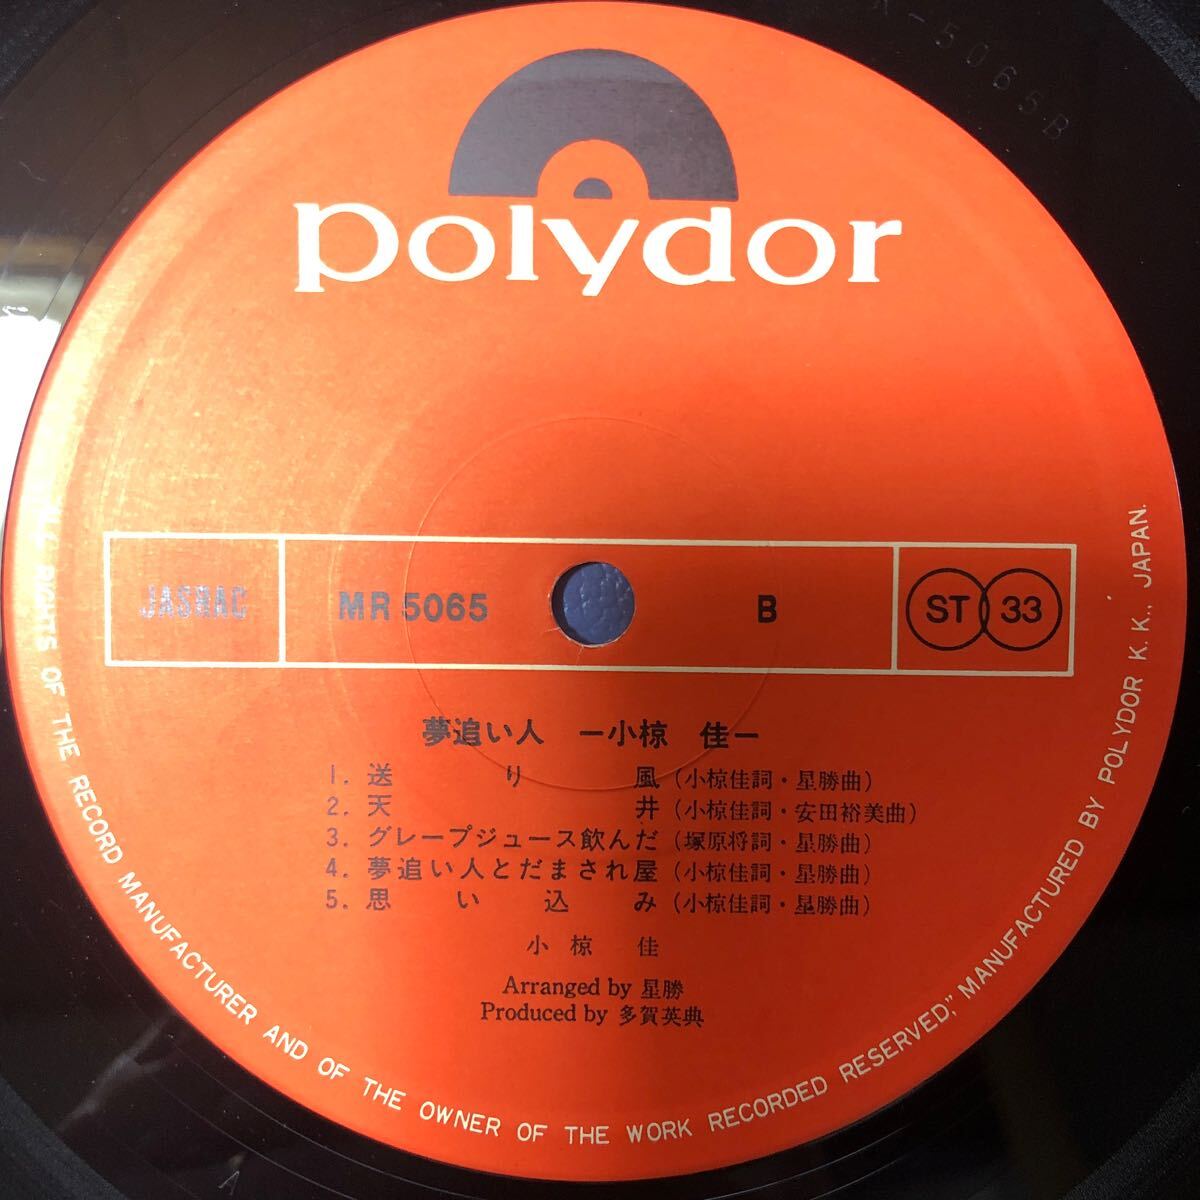 polydor
JASRAC
MR 5065
B
ST 33
夢追い人 ー小椋 佳ー
1. 送り風 (小椋佳詞・星勝曲)
2. 天井 (小椋佳詞・安田裕美曲)
3. グレープジュース飲んだ (塚原将詞・星勝曲)
4. 夢追い人とだまされ屋 (小椋佳詞・星勝曲)
5. 思い込み (小椋佳詞・星勝曲)
小椋 佳
Arranged by 星勝
Produced by 多賀英典
"ALL RIGHTS OF THE RECORD MANUFACTURER AND OF THE OWNER OF THE WORK RECORDED RESERVED," MANUFACTURED BY POLYDOR K. K., JAPAN.
5065B
A